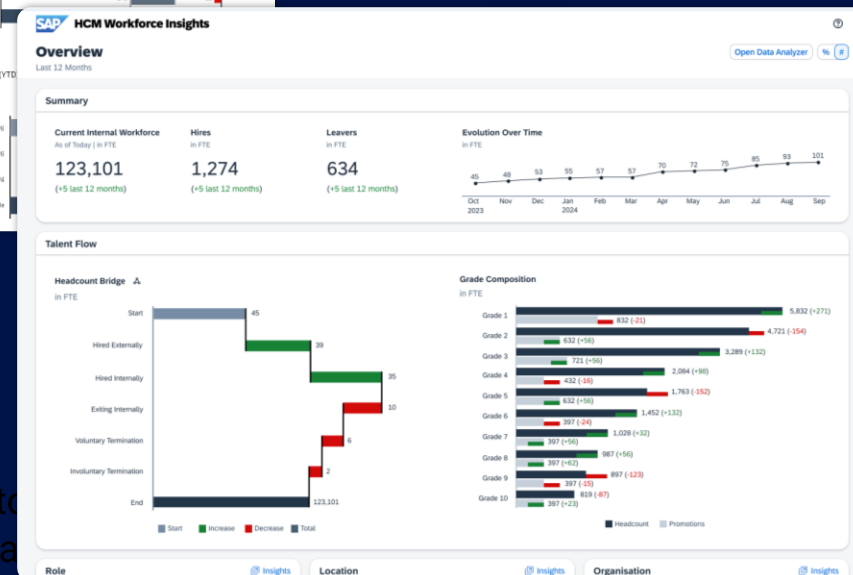 SAP HCM Workforce Insights
Overview
Last 12 Months
Open Data Analyzer % #
Summary
Current Internal Workforce
As of Today | in FTE
123,101
(+5 last 12 months)
Hires
in FTE
1,274
(+5 last 12 months)
Leavers
in FTE
634
(+5 last 12 months)
Evolution Over Time
in FTE
45 48 53 55 57 57 70 72 75 85 93 101
Oct Nov Dec Jan Feb Mar Apr May Jun Jul Aug Sep
2023 2024
Talent Flow
Headcount Bridge
in FTE
Start 45
Hired Externally 39
Hired Internally 35
Exiting Internally 10
Voluntary Termination 6
Involuntary Termination 2
End 123,101
Start Increase Decrease Total
Grade Composition
in FTE
Grade 1 5,832 (+271)
832 (-21)
Grade 2 4,721 (-154)
632 (+56)
Grade 3 3,289 (+132)
721 (+56)
Grade 4 2,084 (+98)
432 (-16)
Grade 5 1,763 (-152)
632 (+56)
Grade 6 1,452 (+132)
397 (-24)
Grade 7 1,028 (+32)
397 (+56)
Grade 8 987 (+56)
397 (+62)
Grade 9 897 (-123)
397 (-15)
Grade 10 819 (-87)
397 (+23)
Headcount Promotions
Role Insights
Location Insights
Organisation Insights